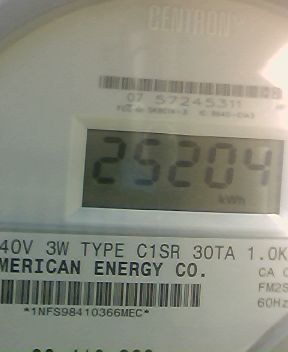 CENTRON
07 57245311
25204
kWh
40V 3W TYPE C1SR 30TA 1.0K
MERICAN ENERGY CO.
CA
FM2S
60Hz
*1NFS98410366MEC*